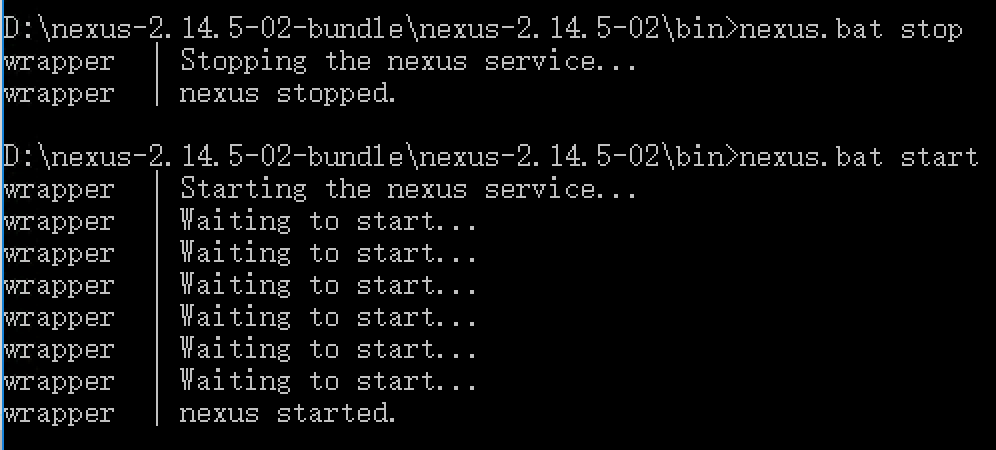 D:\nexus-2.14.5-02-bundle\nexus-2.14.5-02\bin>nexus.bat stop
wrapper  | Stopping the nexus service...
wrapper  | nexus stopped.

D:\nexus-2.14.5-02-bundle\nexus-2.14.5-02\bin>nexus.bat start
wrapper  | Starting the nexus service...
wrapper  | Waiting to start...
wrapper  | Waiting to start...
wrapper  | Waiting to start...
wrapper  | Waiting to start...
wrapper  | Waiting to start...
wrapper  | Waiting to start...
wrapper  | nexus started.